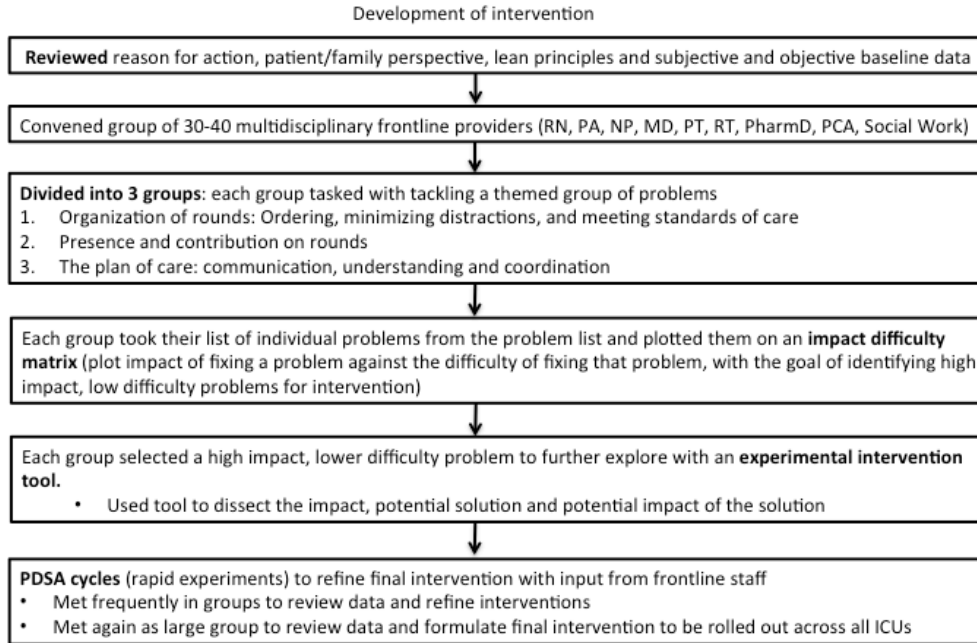 Development of intervention
Reviewed reason for action, patient/family perspective, lean principles and subjective and objective baseline data
Convened group of 30-40 multidisciplinary frontline providers (RN, PA, NP, MD, PT, RT, PharmD, PCA, Social Work)
Divided into 3 groups: each group tasked with tackling a themed group of problems
1. Organization of rounds: Ordering, minimizing distractions, and meeting standards of care
2. Presence and contribution on rounds
3. The plan of care: communication, understanding and coordination
Each group took their list of individual problems from the problem list and plotted them on an impact difficulty
matrix (plot impact of fixing a problem against the difficulty of fixing that problem, with the goal of identifying high
impact, low difficulty problems for intervention)
Each group selected a high impact, lower difficulty problem to further explore with an experimental intervention
tool.
• Used tool to dissect the impact, potential solution and potential impact of the solution
PDSA cycles (rapid experiments) to refine final intervention with input from frontline staff
• Met frequently in groups to review data and refine interventions
• Met again as large group to review data and formulate final intervention to be rolled out across all ICUs